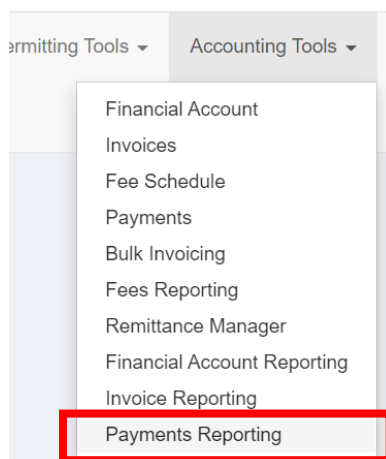 ermitting Tools Accounting Tools
Financial Account
Invoices
Fee Schedule
Payments
Bulk Invoicing
Fees Reporting
Remittance Manager
Financial Account Reporting
Invoice Reporting
Payments Reporting